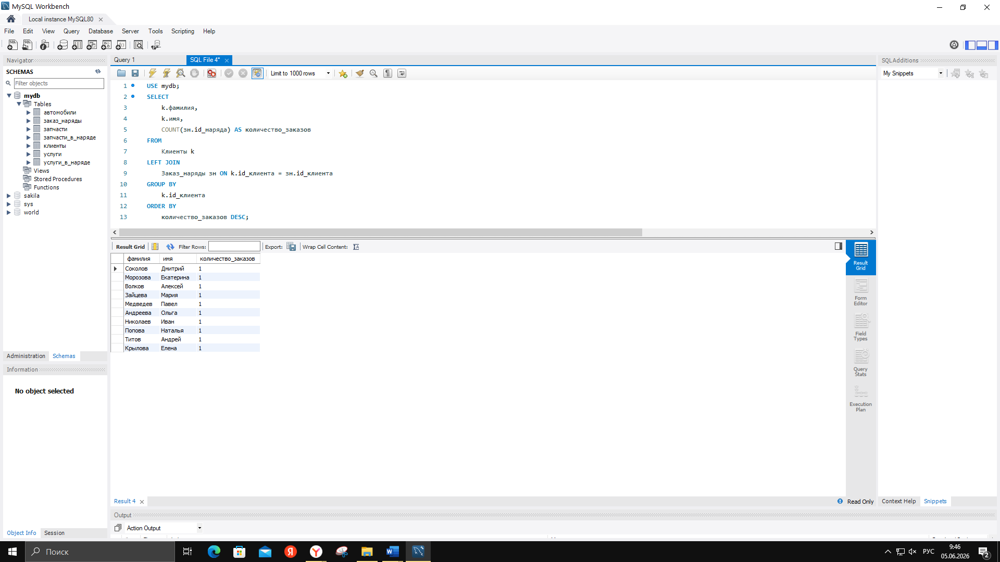 MySQL Workbench
Local instance MySQL80
File Edit View Query Database Server Tools Scripting Help
Navigator
SCHEMAS
Filter objects
mydb
Tables
автомобили
заказ_наряды
запчасти
запчасти_в_наряде
клиенты
услуги
услуги_в_наряде
Views
Stored Procedures
Functions
sakila
sys
world
Administration Schemas
Information
No object selected
Object Info Session
Query 1 SQL File 4*
Limit to 1000 rows
1 USE mydb;
2 SELECT
3 k.фамилия,
4 k.имя,
5 COUNT(зн.id_наряда) AS количество_заказов
6 FROM
7 Клиенты k
8 LEFT JOIN
9 Заказ_наряды зн ON k.id_клиента = зн.id_клиента
10 GROUP BY
11 k.id_клиента
12 ORDER BY
13 количество_заказов DESC;
Result Grid Filter Rows: Export: Wrap Cell Content:
фамилия имя количество_заказов
Соколов Дмитрий 1
Морозова Екатерина 1
Волков Алексей 1
Зайцева Мария 1
Медведев Павел 1
Андреева Ольга 1
Николаев Иван 1
Попова Наталья 1
Титов Андрей 1
Крылова Елена 1
Result Grid
Form Editor
Field Types
Query Stats
Execution Plan
Result 4
Read Only
Output
Action Output
SQLAdditions
My Snippets
Context Help Snippets
Поиск
РУС
9:46
05.06.2026
2